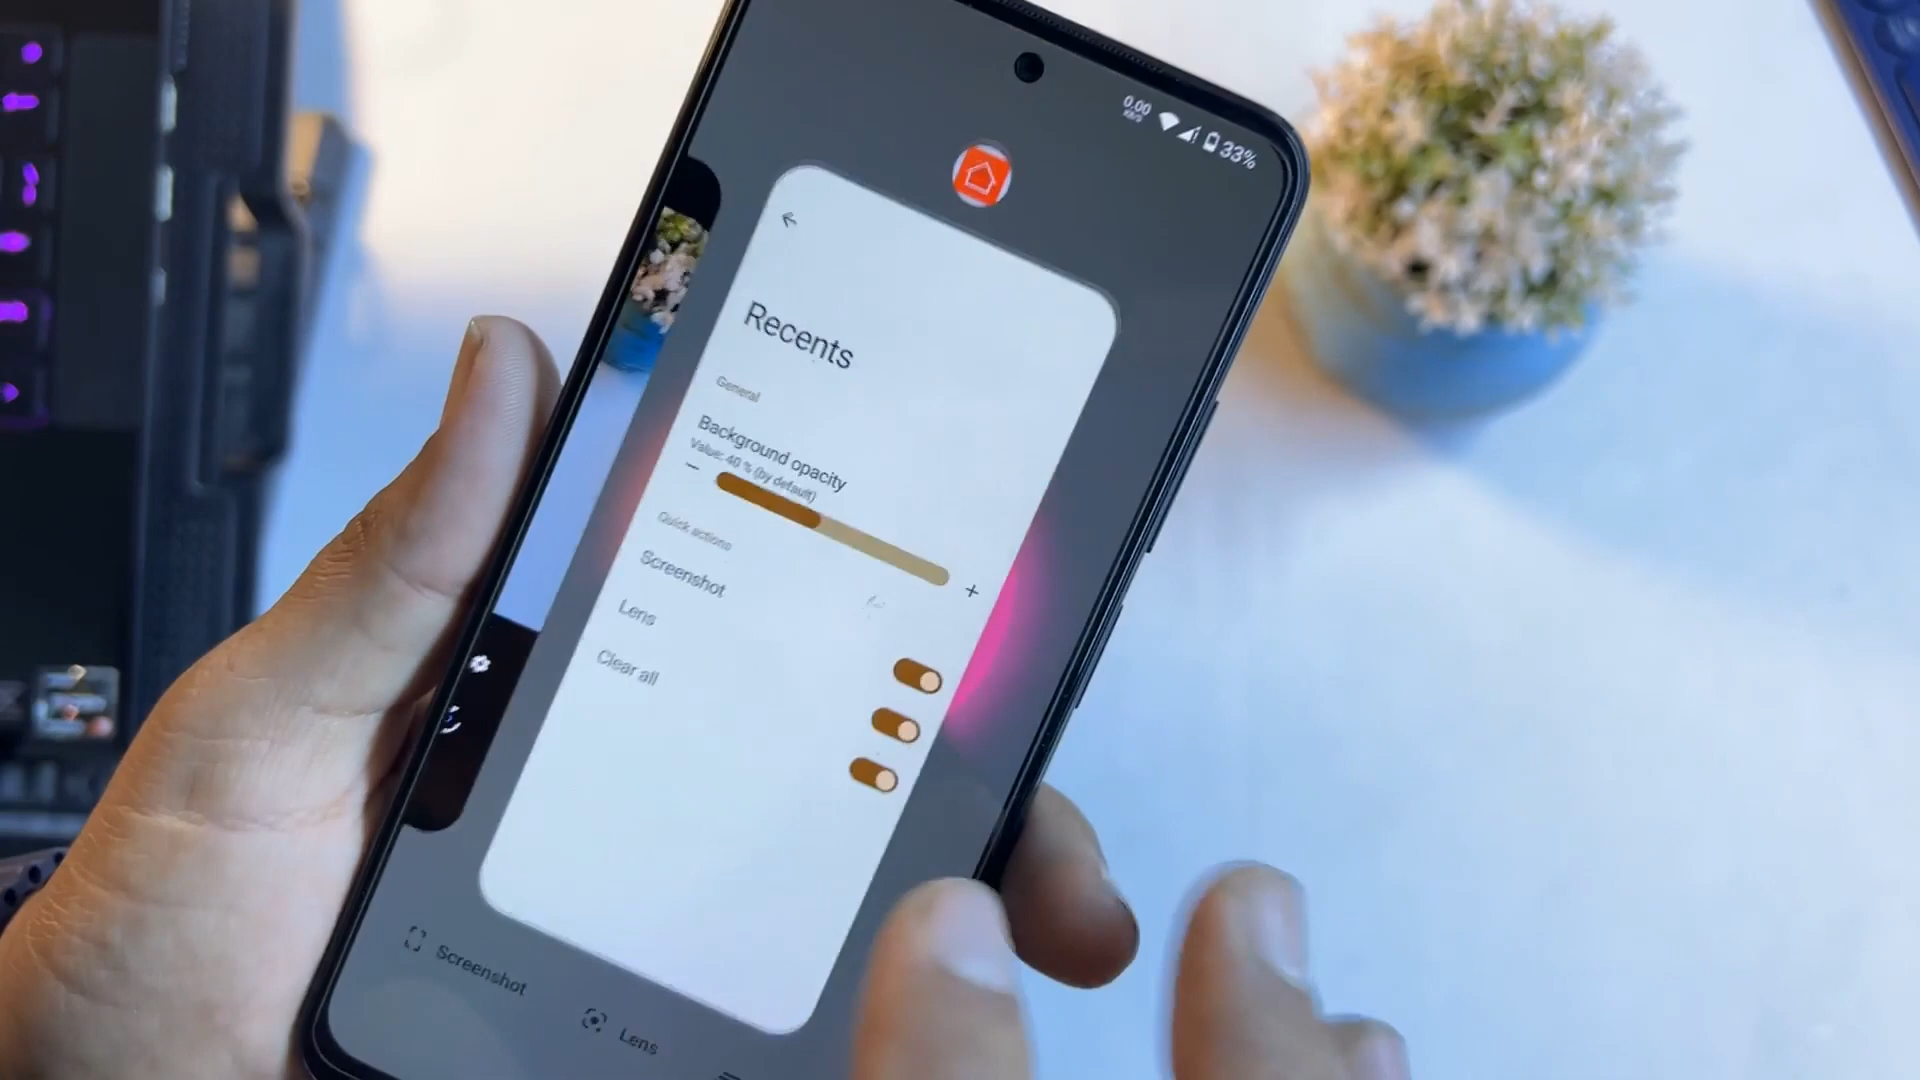 0.00
KB/S
33%
Recents
General
Background opacity
Value: 40 % (by default)
Quick actions
Screenshot
Lens
Clear all
Screenshot
Lens